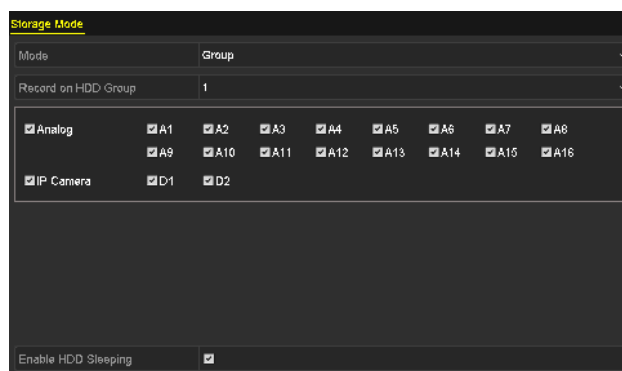 Storage Mode
Mode Group
Record on HDD Group 1
Analog A1 A2 A3 A4 A5 A6 A7 A8
A9 A10 A11 A12 A13 A14 A15 A16
IP Camera D1 D2
Enable HDD Sleeping